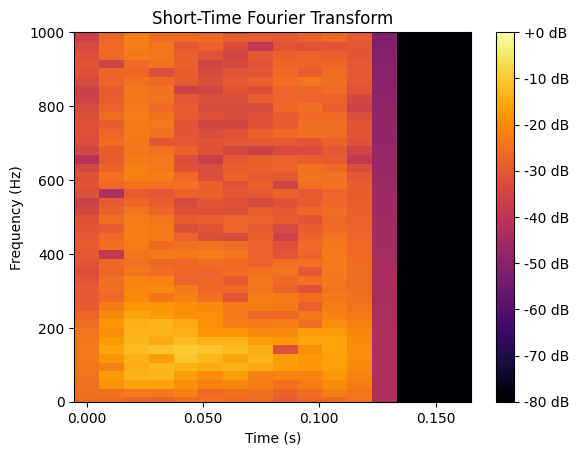 Short-Time Fourier Transform
1000
800
600
400
200
0
Frequency (Hz)
0.000
0.050
0.100
0.150
Time (s)
+0 dB
-10 dB
-20 dB
-30 dB
-40 dB
-50 dB
-60 dB
-70 dB
-80 dB